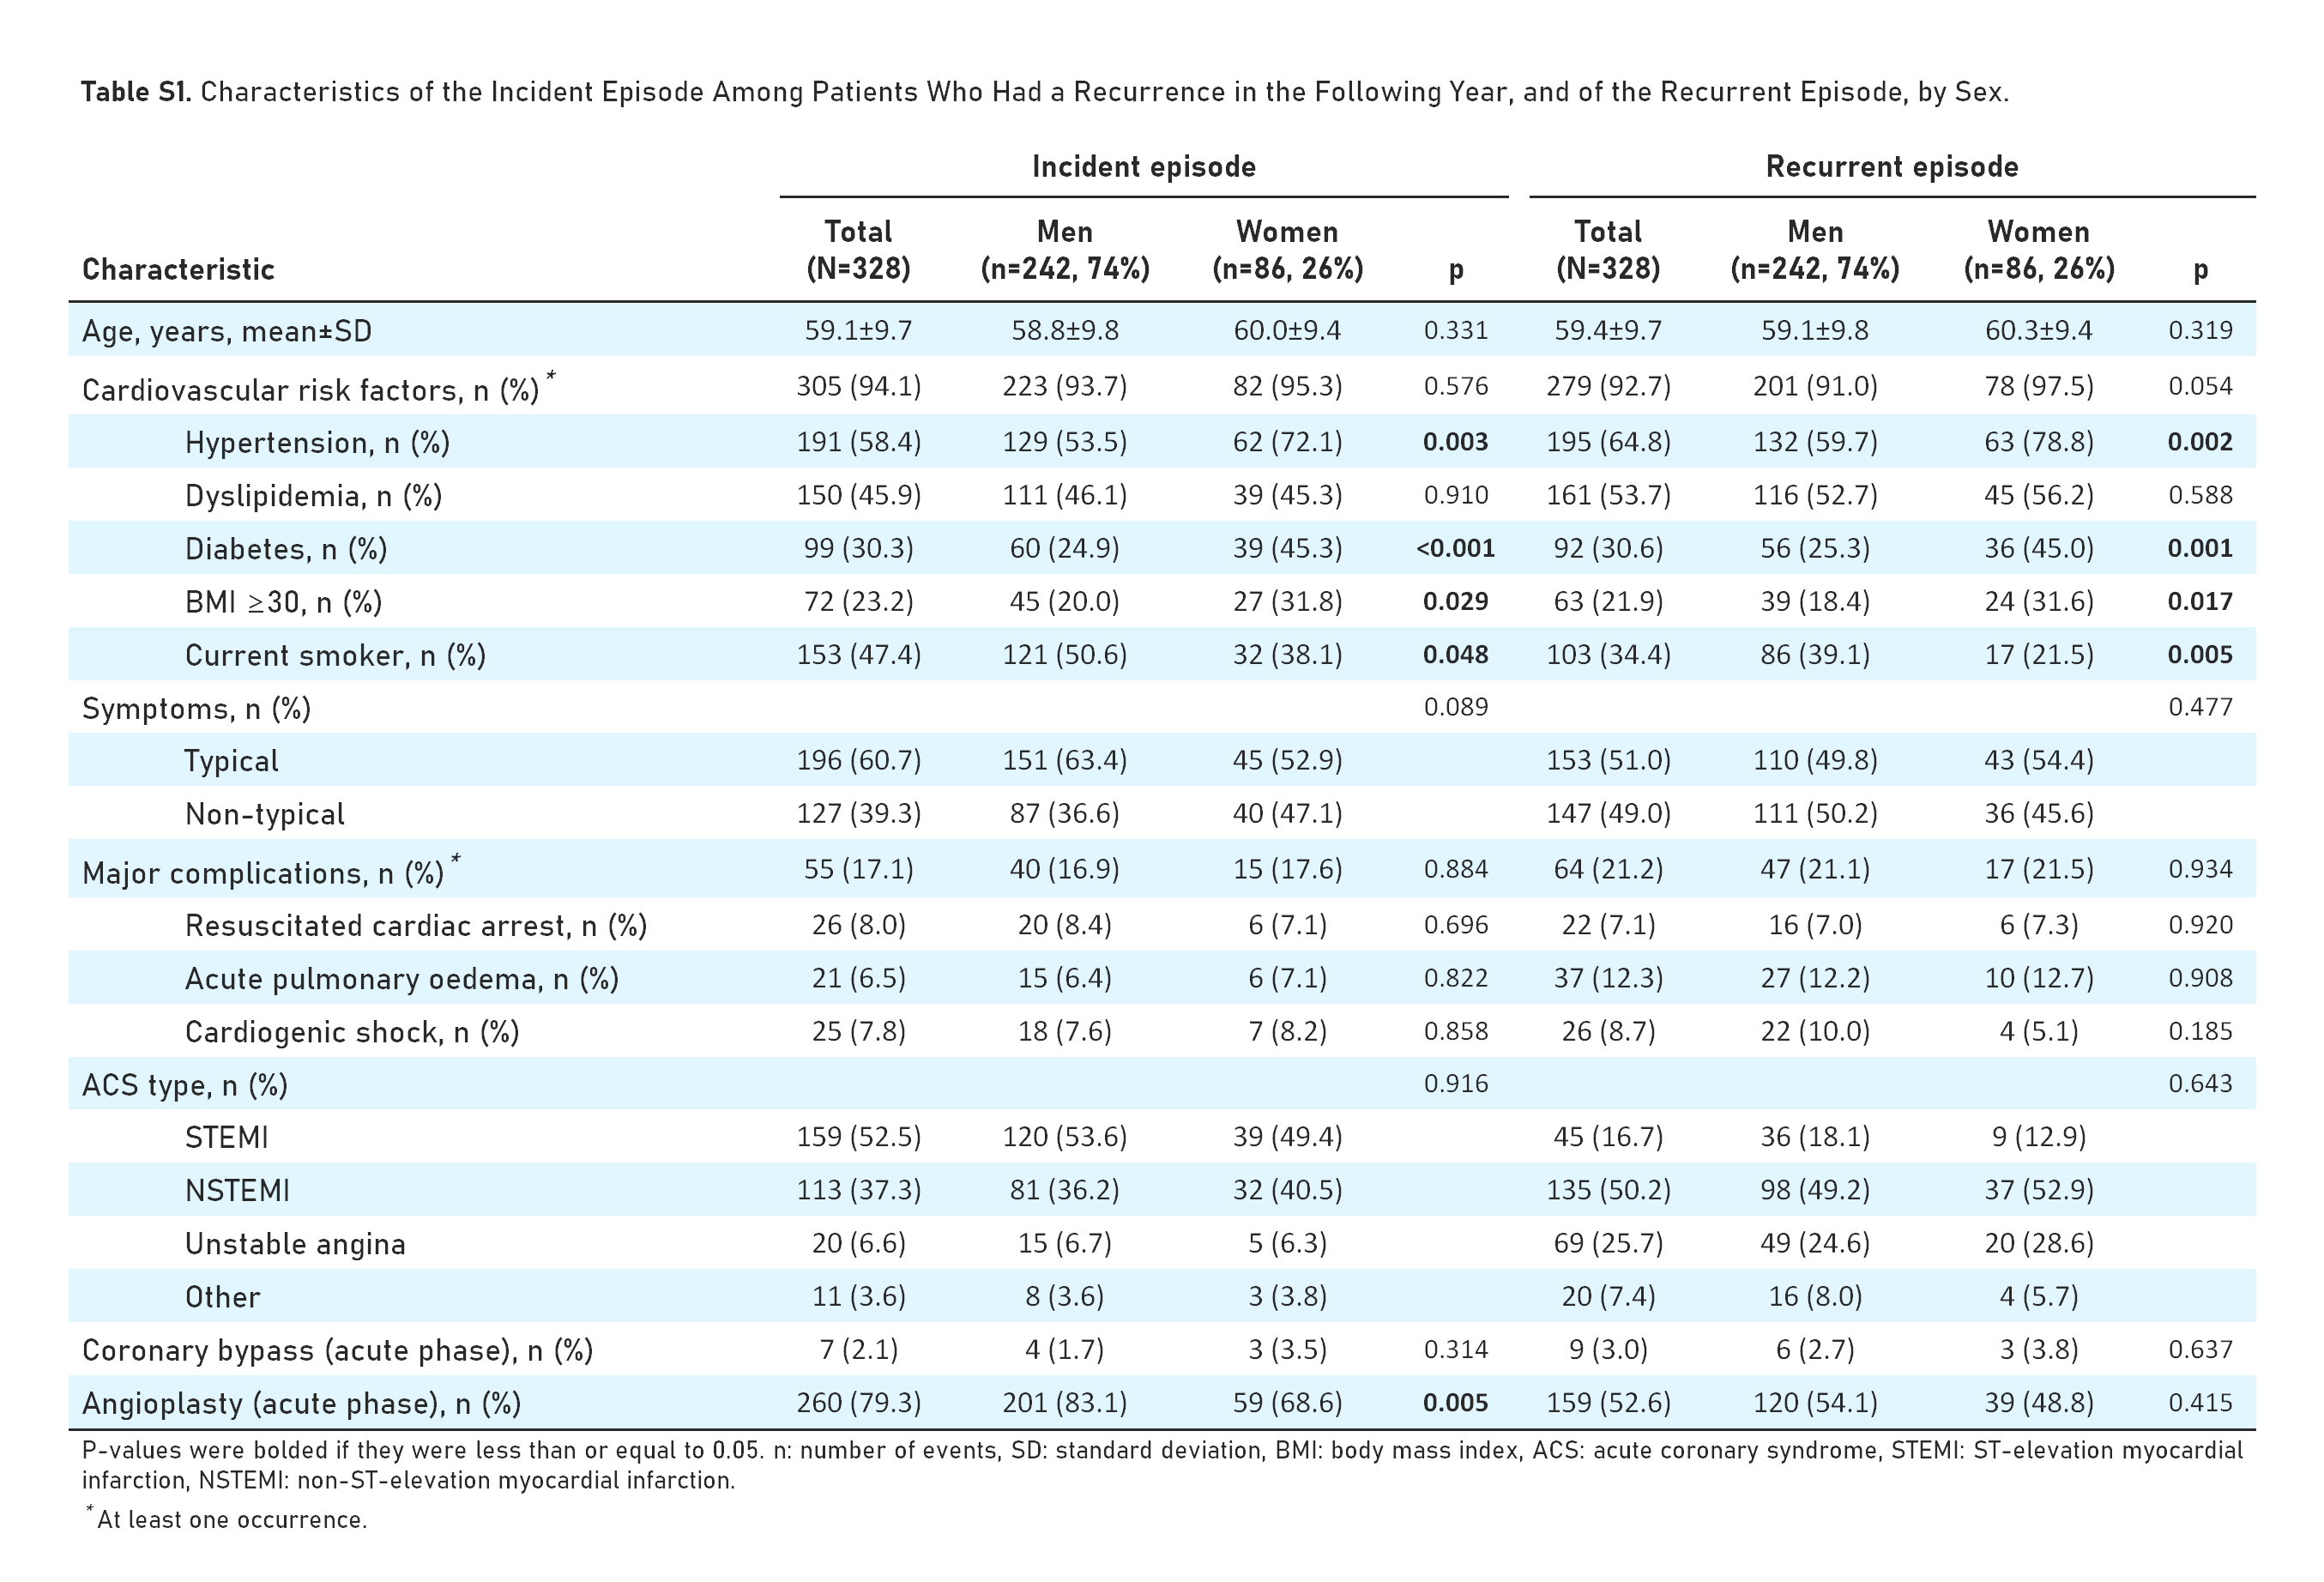 Table S1. Characteristics of the Incident Episode Among Patients Who Had a Recurrence in the Following Year, and of the Recurrent Episode, by Sex.
Incident episode Recurrent episode
Total Men Women Total Men Women
Characteristic (N=328) (n=242, 74%) (n=86, 26%) p (N=328) (n=242, 74%) (n=86, 26%) p
Age, years, mean±SD 59.1±9.7 58.8±9.8 60.0±9.4 0.331 59.4±9.7 59.1±9.8 60.3±9.4 0.319
Cardiovascular risk factors, n (%)* 305 (94.1) 223 (93.7) 82 (95.3) 0.576 279 (92.7) 201 (91.0) 78 (97.5) 0.054
Hypertension, n (%) 191 (58.4) 129 (53.5) 62 (72.1) 0.003 195 (64.8) 132 (59.7) 63 (78.8) 0.002
Dyslipidemia, n (%) 150 (45.9) 111 (46.1) 39 (45.3) 0.910 161 (53.7) 116 (52.7) 45 (56.2) 0.588
Diabetes, n (%) 99 (30.3) 60 (24.9) 39 (45.3) <0.001 92 (30.6) 56 (25.3) 36 (45.0) 0.001
BMI ≥30, n (%) 72 (23.2) 45 (20.0) 27 (31.8) 0.029 63 (21.9) 39 (18.4) 24 (31.6) 0.017
Current smoker, n (%) 153 (47.4) 121 (50.6) 32 (38.1) 0.048 103 (34.4) 86 (39.1) 17 (21.5) 0.005
Symptoms, n (%) 0.089 0.477
Typical 196 (60.7) 151 (63.4) 45 (52.9) 153 (51.0) 110 (49.8) 43 (54.4)
Non-typical 127 (39.3) 87 (36.6) 40 (47.1) 147 (49.0) 111 (50.2) 36 (45.6)
Major complications, n (%)* 55 (17.1) 40 (16.9) 15 (17.6) 0.884 64 (21.2) 47 (21.1) 17 (21.5) 0.934
Resuscitated cardiac arrest, n (%) 26 (8.0) 20 (8.4) 6 (7.1) 0.696 22 (7.1) 16 (7.0) 6 (7.3) 0.920
Acute pulmonary oedema, n (%) 21 (6.5) 15 (6.4) 6 (7.1) 0.822 37 (12.3) 27 (12.2) 10 (12.7) 0.908
Cardiogenic shock, n (%) 25 (7.8) 18 (7.6) 7 (8.2) 0.858 26 (8.7) 22 (10.0) 4 (5.1) 0.185
ACS type, n (%) 0.916 0.643
STEMI 159 (52.5) 120 (53.6) 39 (49.4) 45 (16.7) 36 (18.1) 9 (12.9)
NSTEMI 113 (37.3) 81 (36.2) 32 (40.5) 135 (50.2) 98 (49.2) 37 (52.9)
Unstable angina 20 (6.6) 15 (6.7) 5 (6.3) 69 (25.7) 49 (24.6) 20 (28.6)
Other 11 (3.6) 8 (3.6) 3 (3.8) 20 (7.4) 16 (8.0) 4 (5.7)
Coronary bypass (acute phase), n (%) 7 (2.1) 4 (1.7) 3 (3.5) 0.314 9 (3.0) 6 (2.7) 3 (3.8) 0.637
Angioplasty (acute phase), n (%) 260 (79.3) 201 (83.1) 59 (68.6) 0.005 159 (52.6) 120 (54.1) 39 (48.8) 0.415
P-values were bolded if they were less than or equal to 0.05. n: number of events, SD: standard deviation, BMI: body mass index, ACS: acute coronary syndrome, STEMI: ST-elevation myocardial
infarction, NSTEMI: non-ST-elevation myocardial infarction.
*At least one occurrence.